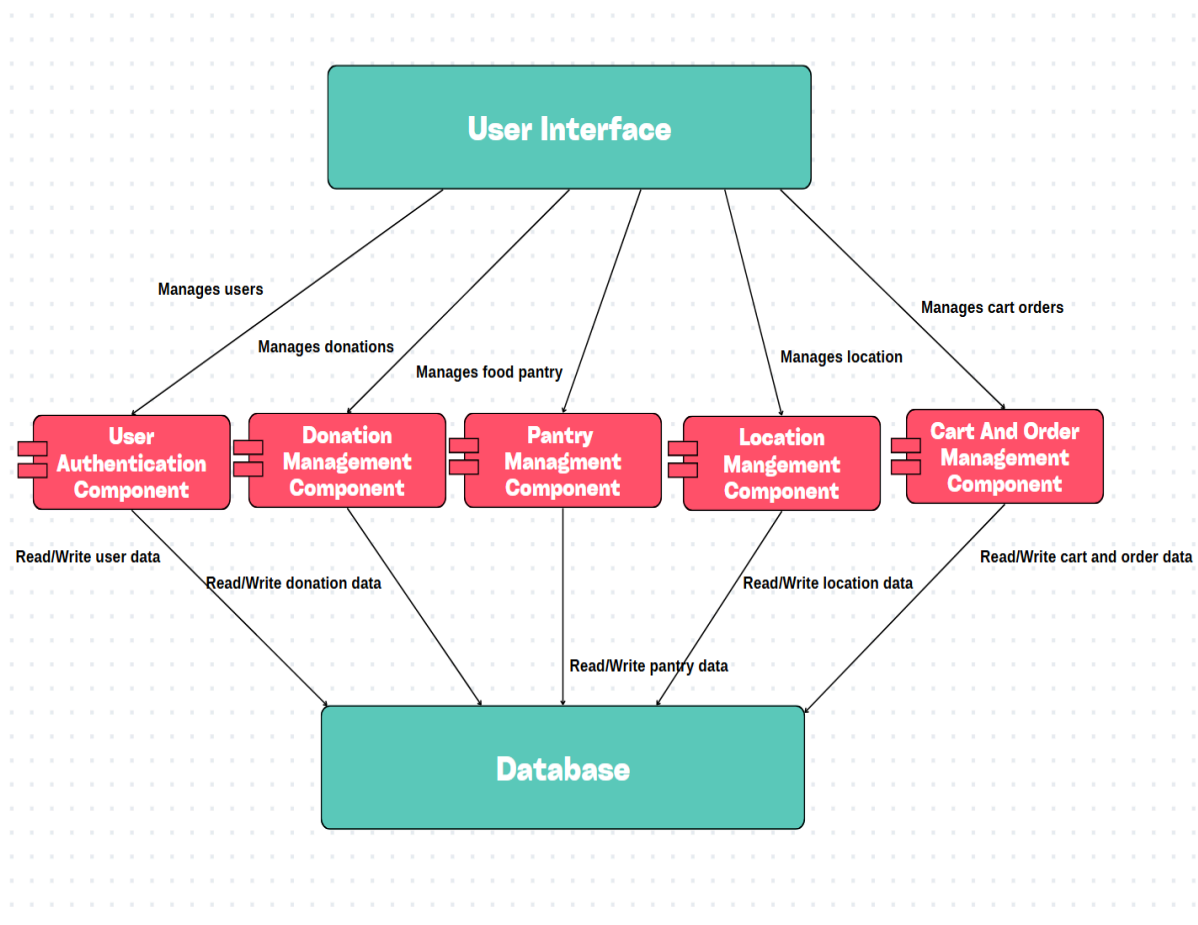 User Interface
Manages users
Manages cart orders
Manages donations
Manages location
Manages food pantry
User
Authentication
Component
Donation
Management
Component
Pantry
Managment
Component
Location
Mangement
Component
Cart And Order
Management
Component
Read/Write user data
Read/Write cart and order data
Read/Write donation data
Read/Write location data
Read/Write pantry data
Database